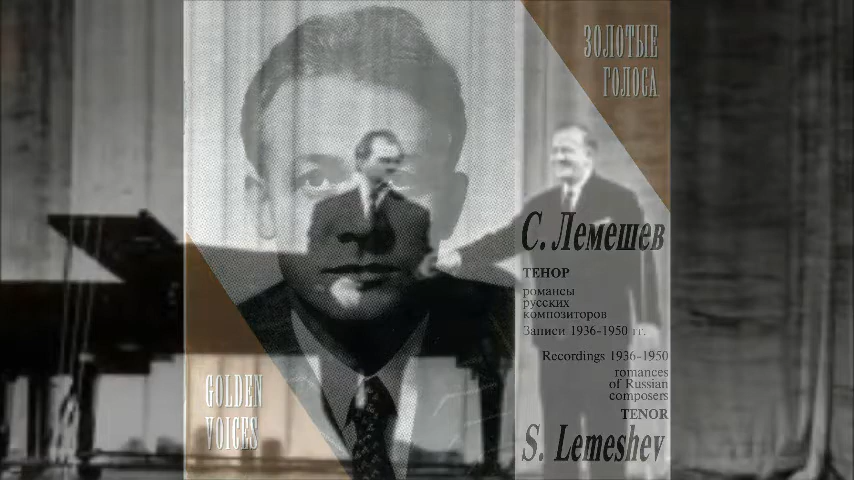 ЗОЛОТЫЕ
ГОЛОСА
С. Лемешев
ТЕНОР
романсы
русских
композиторов
Записи 1936-1950 гг.
Recordings 1936-1950
romances
of Russian
composers
TENOR
S. Lemeshev
GOLDEN
VOICES